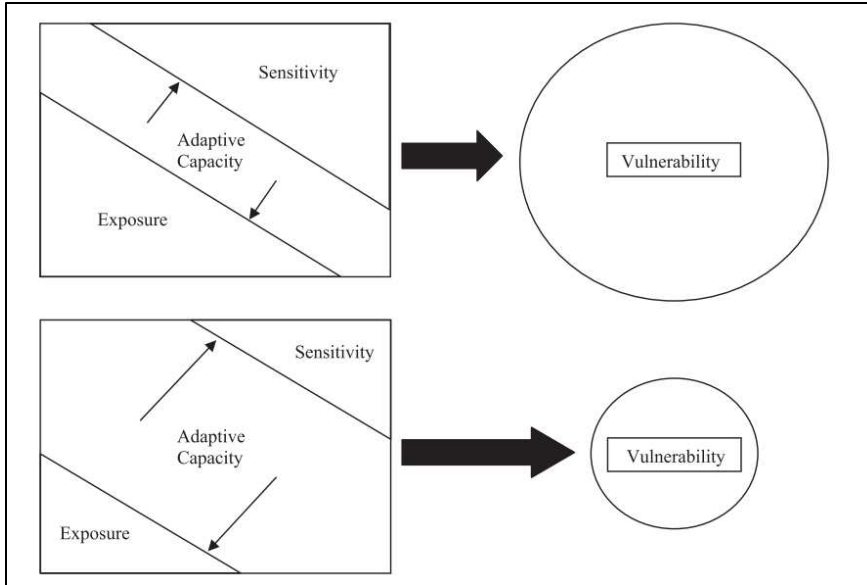 Sensitivity
Adaptive
Capacity
Exposure
Vulnerability
Sensitivity
Adaptive
Capacity
Exposure
Vulnerability